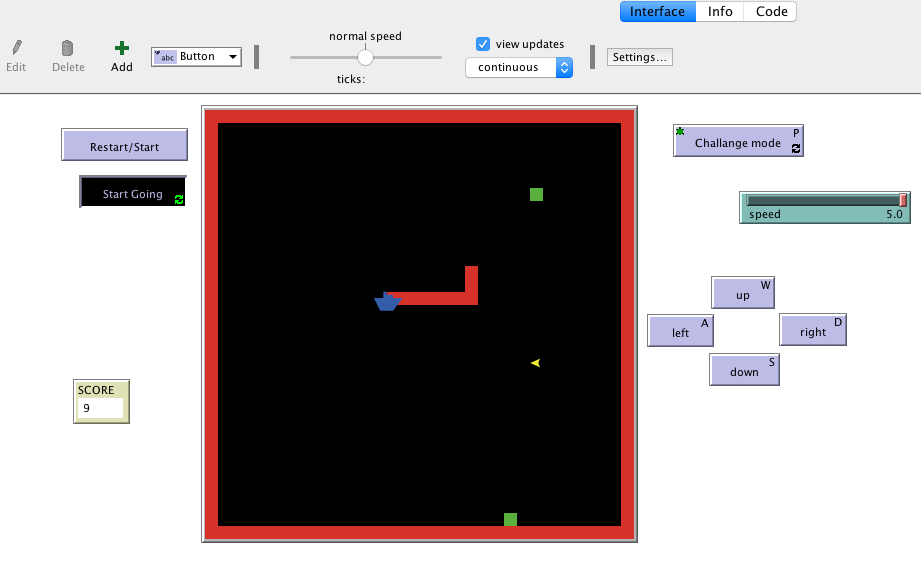 Interface Info Code
Edit
Delete
Add
abc Button
normal speed
ticks:
view updates
continuous
Settings...
Restart/Start
Start Going
SCORE
9
Challange mode P
speed 5.0
up W
left A
right D
down S